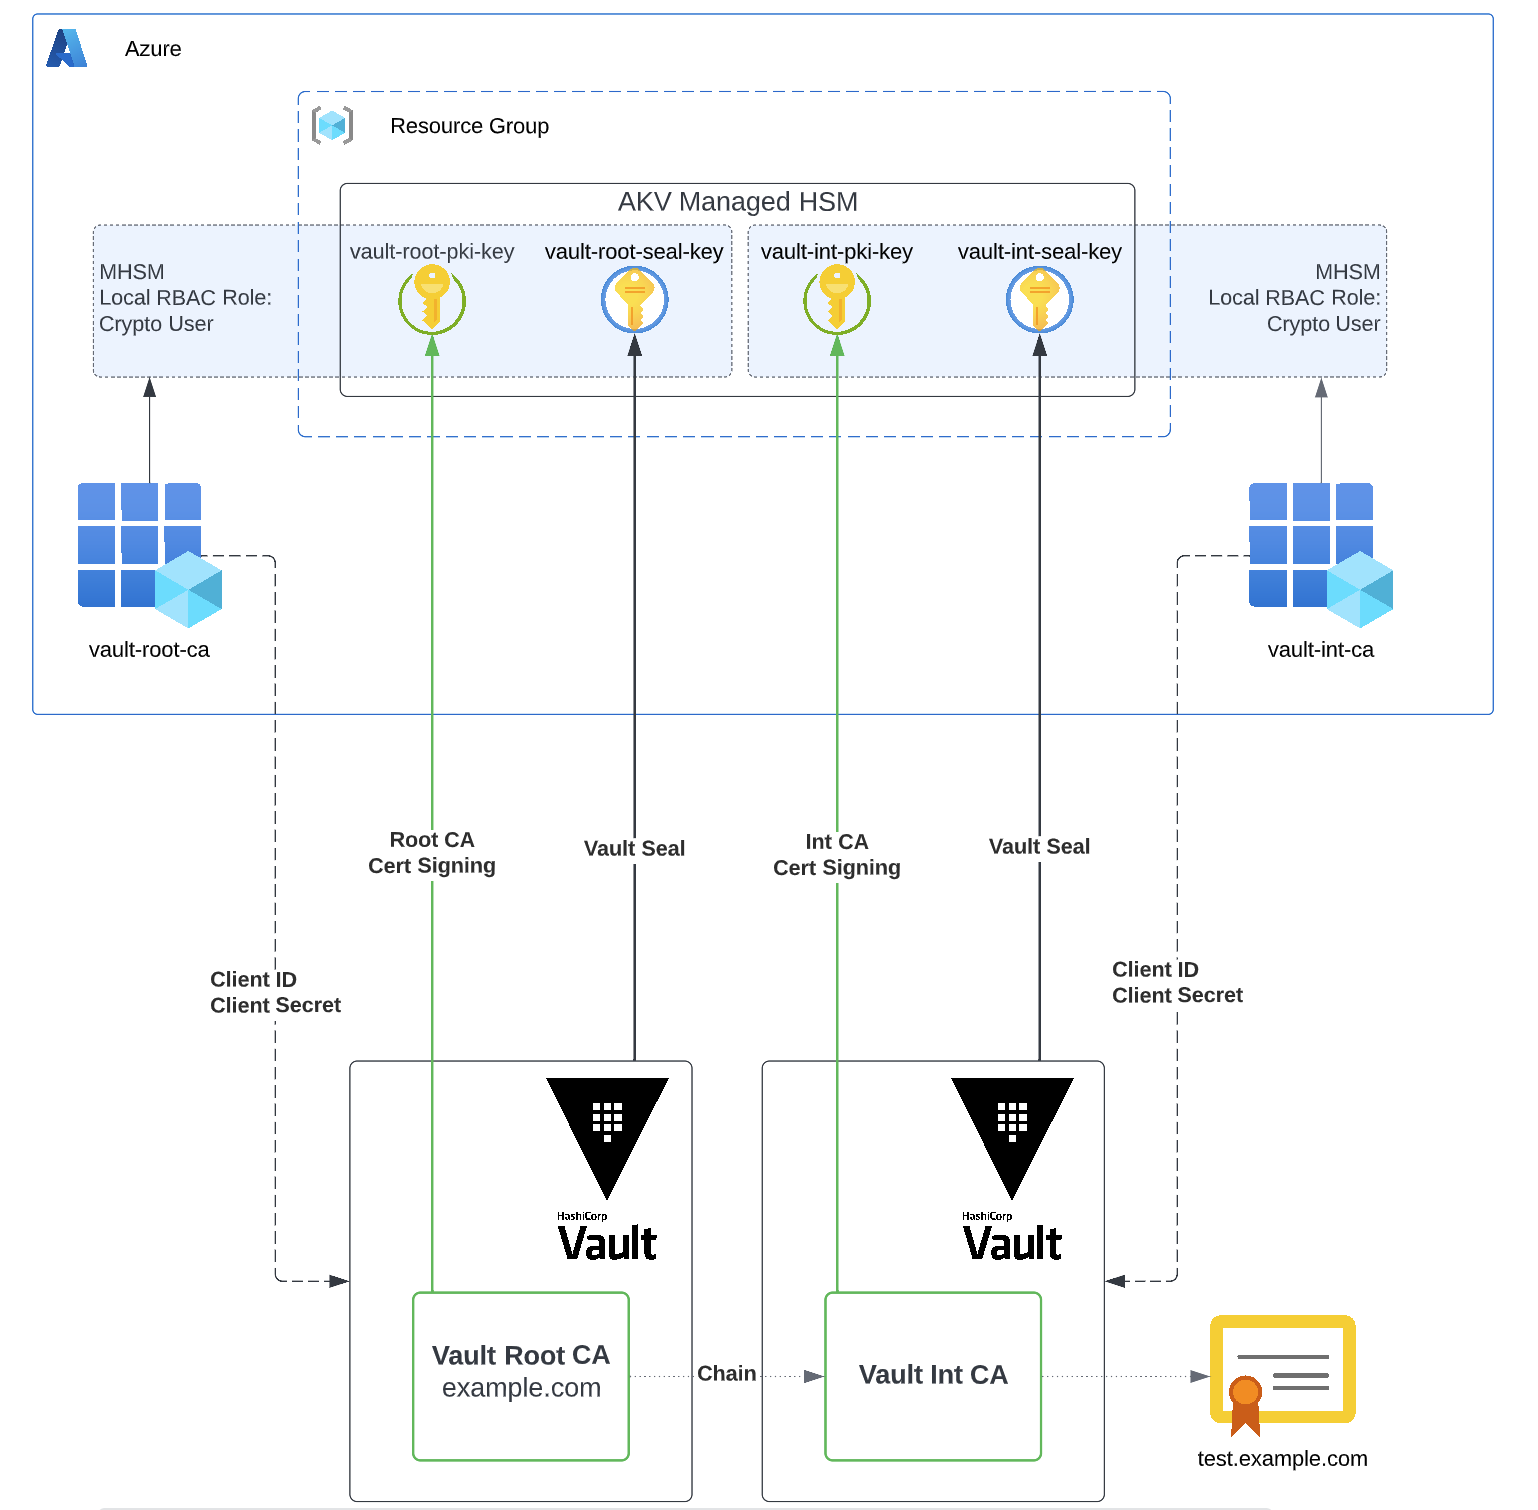 Azure
Resource Group
AKV Managed HSM
vault-root-pki-key
vault-root-seal-key
vault-int-pki-key
vault-int-seal-key
MHSM
Local RBAC Role:
Crypto User
MHSM
Local RBAC Role:
Crypto User
vault-root-ca
vault-int-ca
Root CA
Cert Signing
Vault Seal
Int CA
Cert Signing
Vault Seal
Client ID
Client Secret
Client ID
Client Secret
HashiCorp
Vault
HashiCorp
Vault
Vault Root CA
example.com
Chain
Vault Int CA
test.example.com